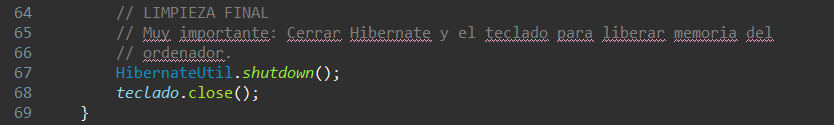 64 // LIMPIEZA FINAL
65 // Muy importante: Cerrar Hibernate y el teclado para liberar memoria del
66 // ordenador.
67 HibernateUtil.shutdown();
68 teclado.close();
69 }